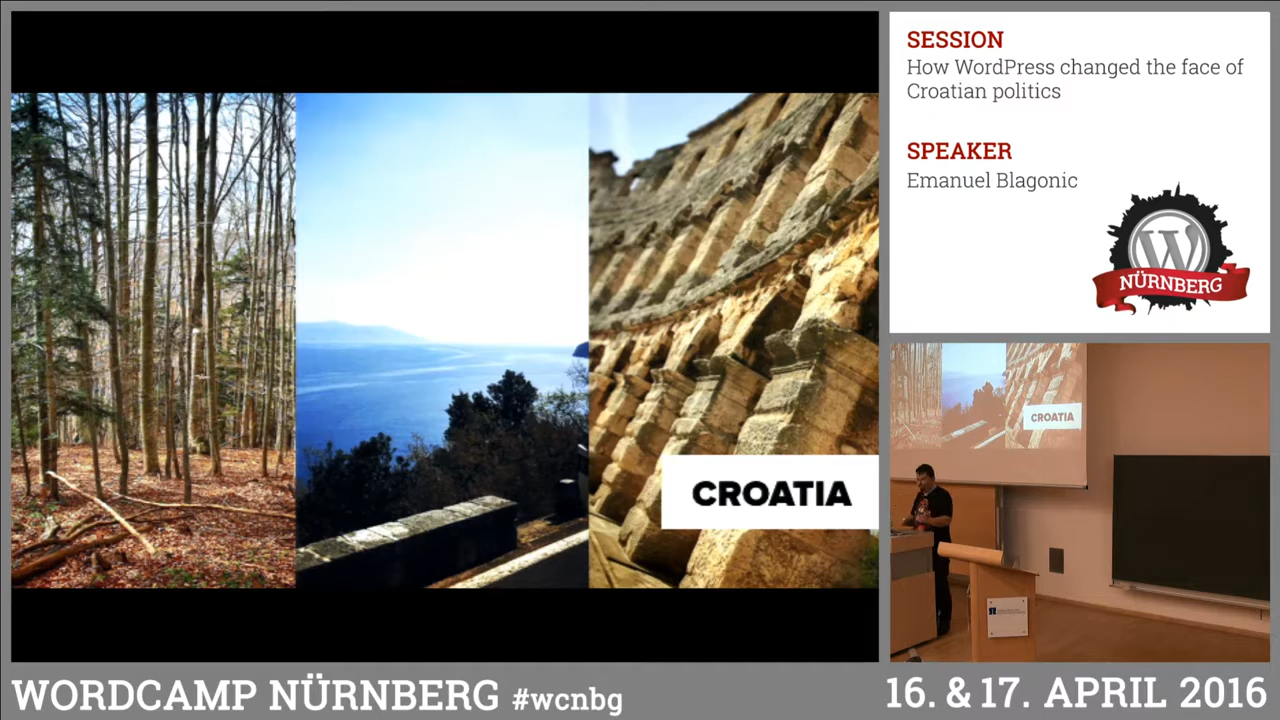 CROATIA
SESSION
How WordPress changed the face of
Croatian politics
SPEAKER
Emanuel Blagonic
W
NÜRNBERG
CROATIA
WORDCAMP NÜRNBERG #wcnbg
16. & 17. APRIL 2016